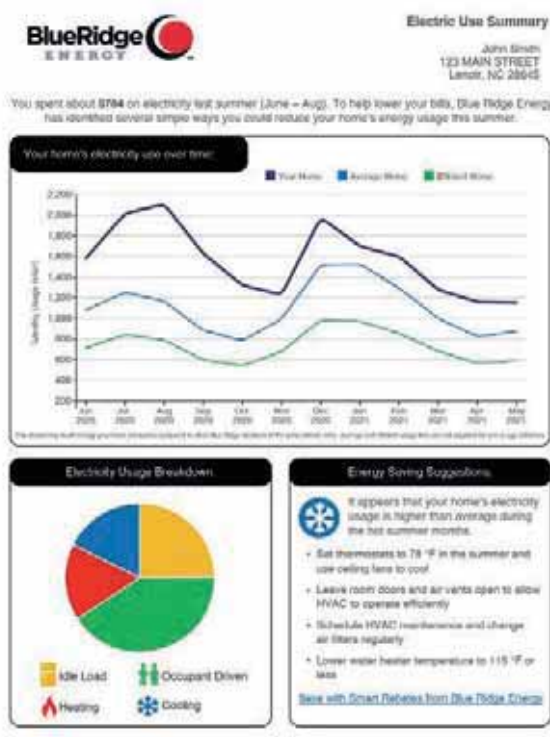 BlueRidge
ENERGY
Electric Use Summary
John Smith
123 MAIN STREET
Lenoir, NC 28645
You spent about $784 on electricity last summer (June – Aug). To help lower your bills, Blue Ridge Energy
has identified several simple ways you could reduce your home's energy usage this summer.
Your home's electricity use over time:
Your Home Average Home Efficient Home
Monthly Usage (kWh)
2,200
2,000
1,800
1,600
1,400
1,200
1,000
800
600
400
200
Jun 2020 Jul 2020 Aug 2020 Sep 2020 Oct 2020 Nov 2020 Dec 2020 Jan 2021 Feb 2021 Mar 2021 Apr 2021 May 2021
Electricity Usage Breakdown
Idle Load Occupant Driven
Heating Cooling
Energy Saving Suggestions
It appears that your home's electricity
usage is higher than average during
the hot summer months.
• Set thermostats to 78 °F in the summer and
use ceiling fans to cool
• Leave room doors and air vents open to allow
HVAC to operate efficiently
• Schedule HVAC maintenance and change
air filters regularly
• Lower water heater temperature to 115 °F or
less
Save with Smart Rebates from Blue Ridge Energy